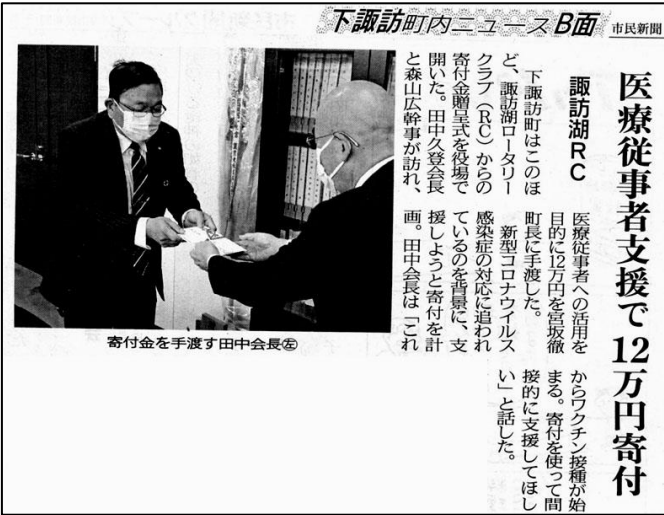 下諏訪町内ニュースB面
市民新聞
医療従事者支援で12万円寄付
諏訪湖RC
下諏訪町はこのほ
ど、諏訪湖ロータリー
クラブ(RC)からの
寄付金贈呈式を役場で
開いた。田中久登会長
と森山広幹事が訪れ、
医療従事者への活用を
目的に12万円を宮坂徹
町長に手渡した。
新型コロナウイルス
感染症の対応に追われ
ているのを背景に、支
援しようと寄付を計
画。田中会長は「これ
からワクチン接種が始
まる。寄付を使って間
接的に支援してほし
い」と話した。
寄付金を手渡す田中会長㊧